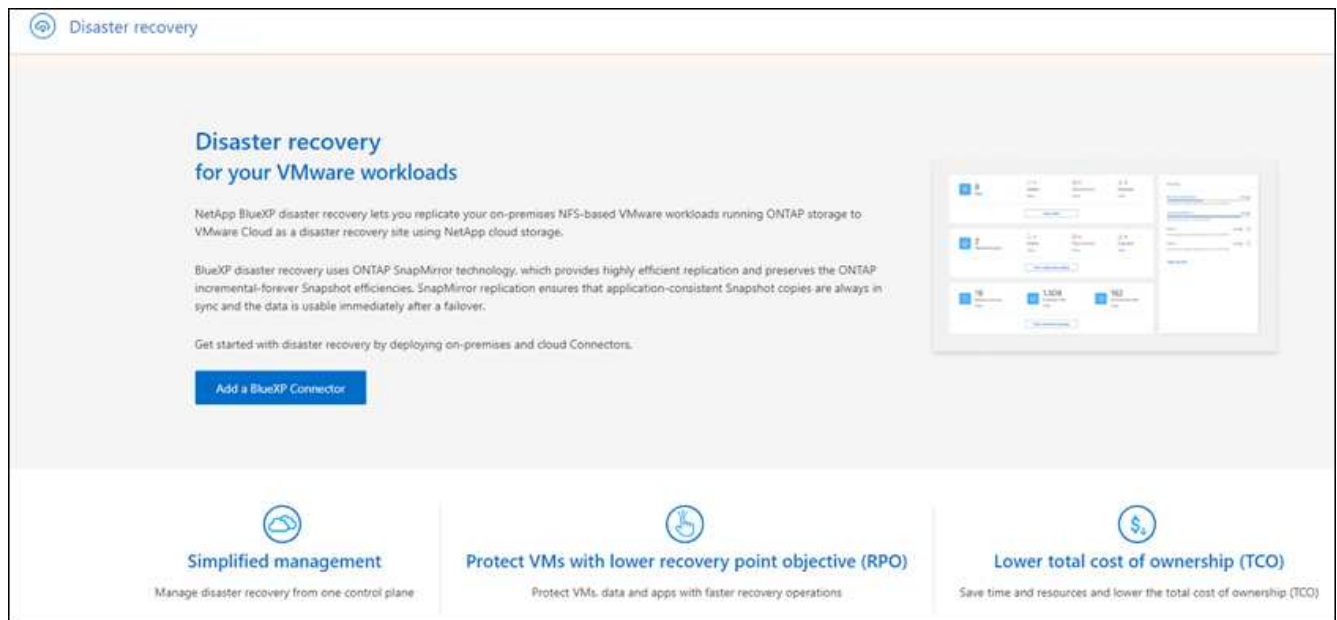 Disaster recovery
Disaster recovery
for your VMware workloads
NetApp BlueXP disaster recovery lets you replicate your on-premises NFS-based VMware workloads running ONTAP storage to
VMware Cloud as a disaster recovery site using NetApp cloud storage.
BlueXP disaster recovery uses ONTAP SnapMirror technology, which provides highly efficient replication and preserves the ONTAP
incremental-forever Snapshot efficiencies. SnapMirror replication ensures that application-consistent Snapshot copies are always in
sync and the data is usable immediately after a failover.
Get started with disaster recovery by deploying on-premises and cloud Connectors.
Add a BlueXP Connector
Simplified management
Manage disaster recovery from one control plane
Protect VMs with lower recovery point objective (RPO)
Protect VMs, data and apps with faster recovery operations
Lower total cost of ownership (TCO)
Save time and resources and lower the total cost of ownership (TCO)